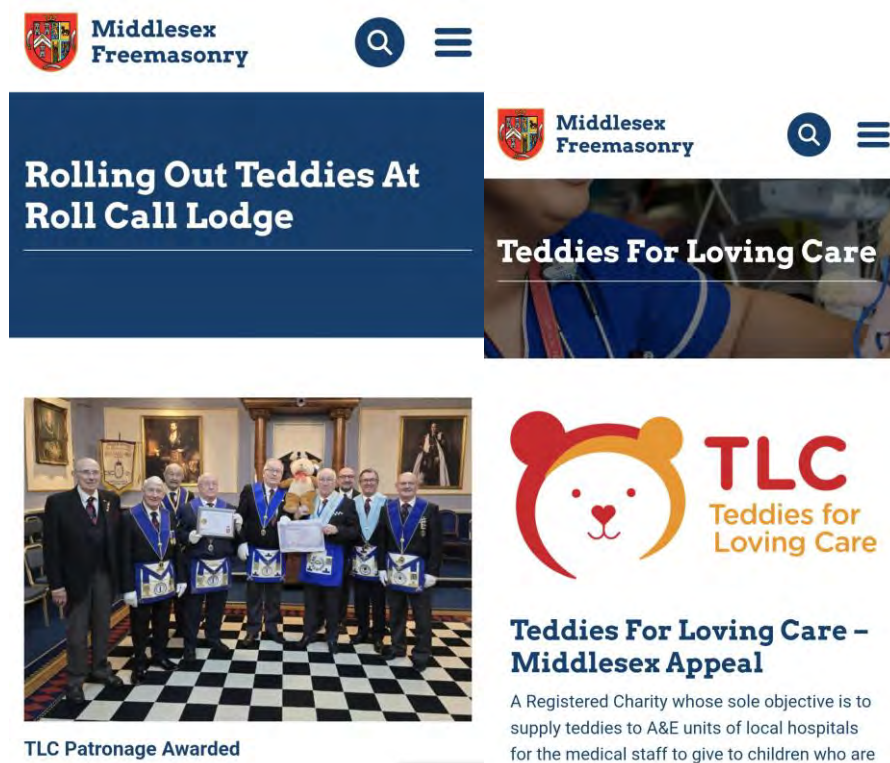 Middlesex
Freemasonry
Rolling Out Teddies At
Roll Call Lodge
TLC Patronage Awarded
Middlesex
Freemasonry
Teddies For Loving Care
TLC
Teddies for
Loving Care
Teddies For Loving Care –
Middlesex Appeal
A Registered Charity whose sole objective is to
supply teddies to A&E units of local hospitals
for the medical staff to give to children who are